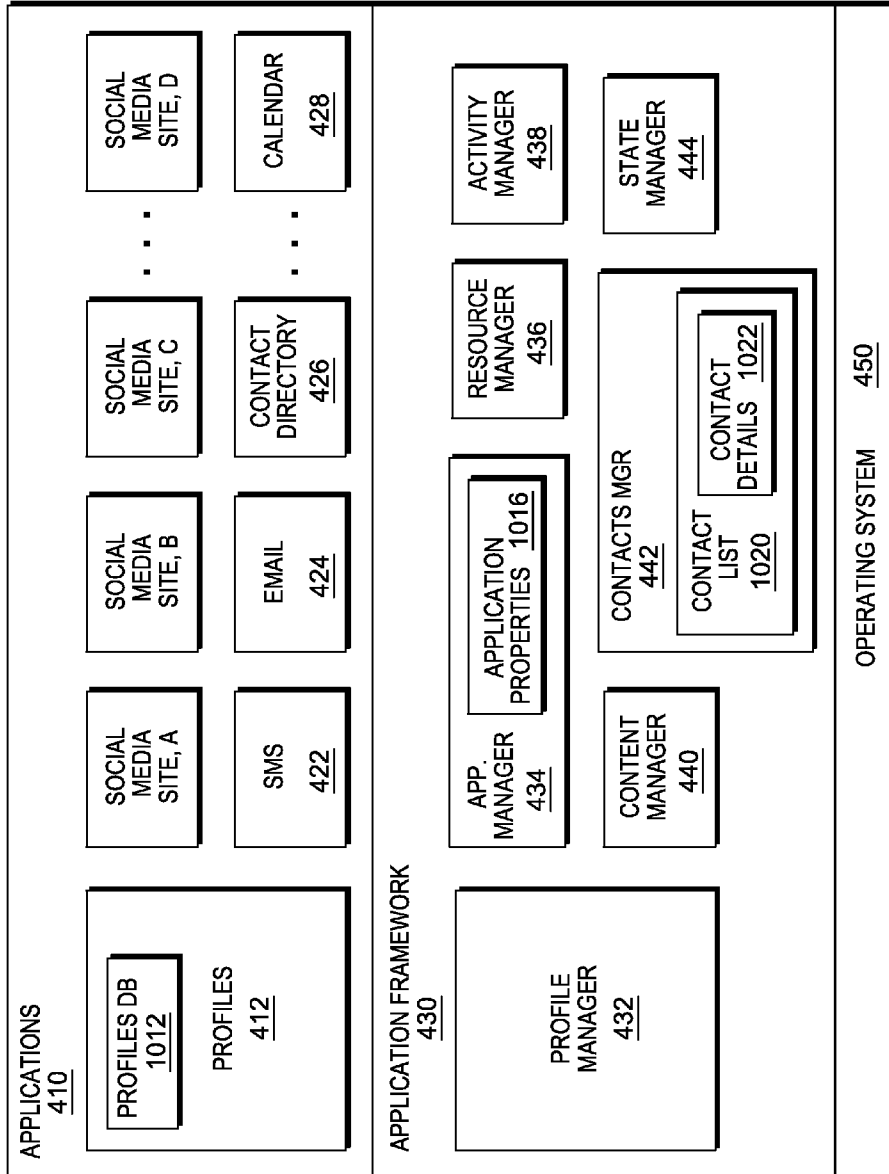 APPLICATIONS
410
PROFILES DB
1012
PROFILES
412
SOCIAL
MEDIA
SITE, A
SOCIAL
MEDIA
SITE, B
SOCIAL
MEDIA
SITE, C
. . .
SOCIAL
MEDIA
SITE, D
SMS
422
EMAIL
424
CONTACT
DIRECTORY
426
. . .
CALENDAR
428
APPLICATION FRAMEWORK
430
PROFILE
MANAGER
432
APP.
MANAGER
434
APPLICATION
PROPERTIES 1016
RESOURCE
MANAGER
436
ACTIVITY
MANAGER
438
CONTENT
MANAGER
440
CONTACTS MGR
442
CONTACT
LIST
1020
CONTACT
DETAILS 1022
STATE
MANAGER
444
OPERATING SYSTEM 450